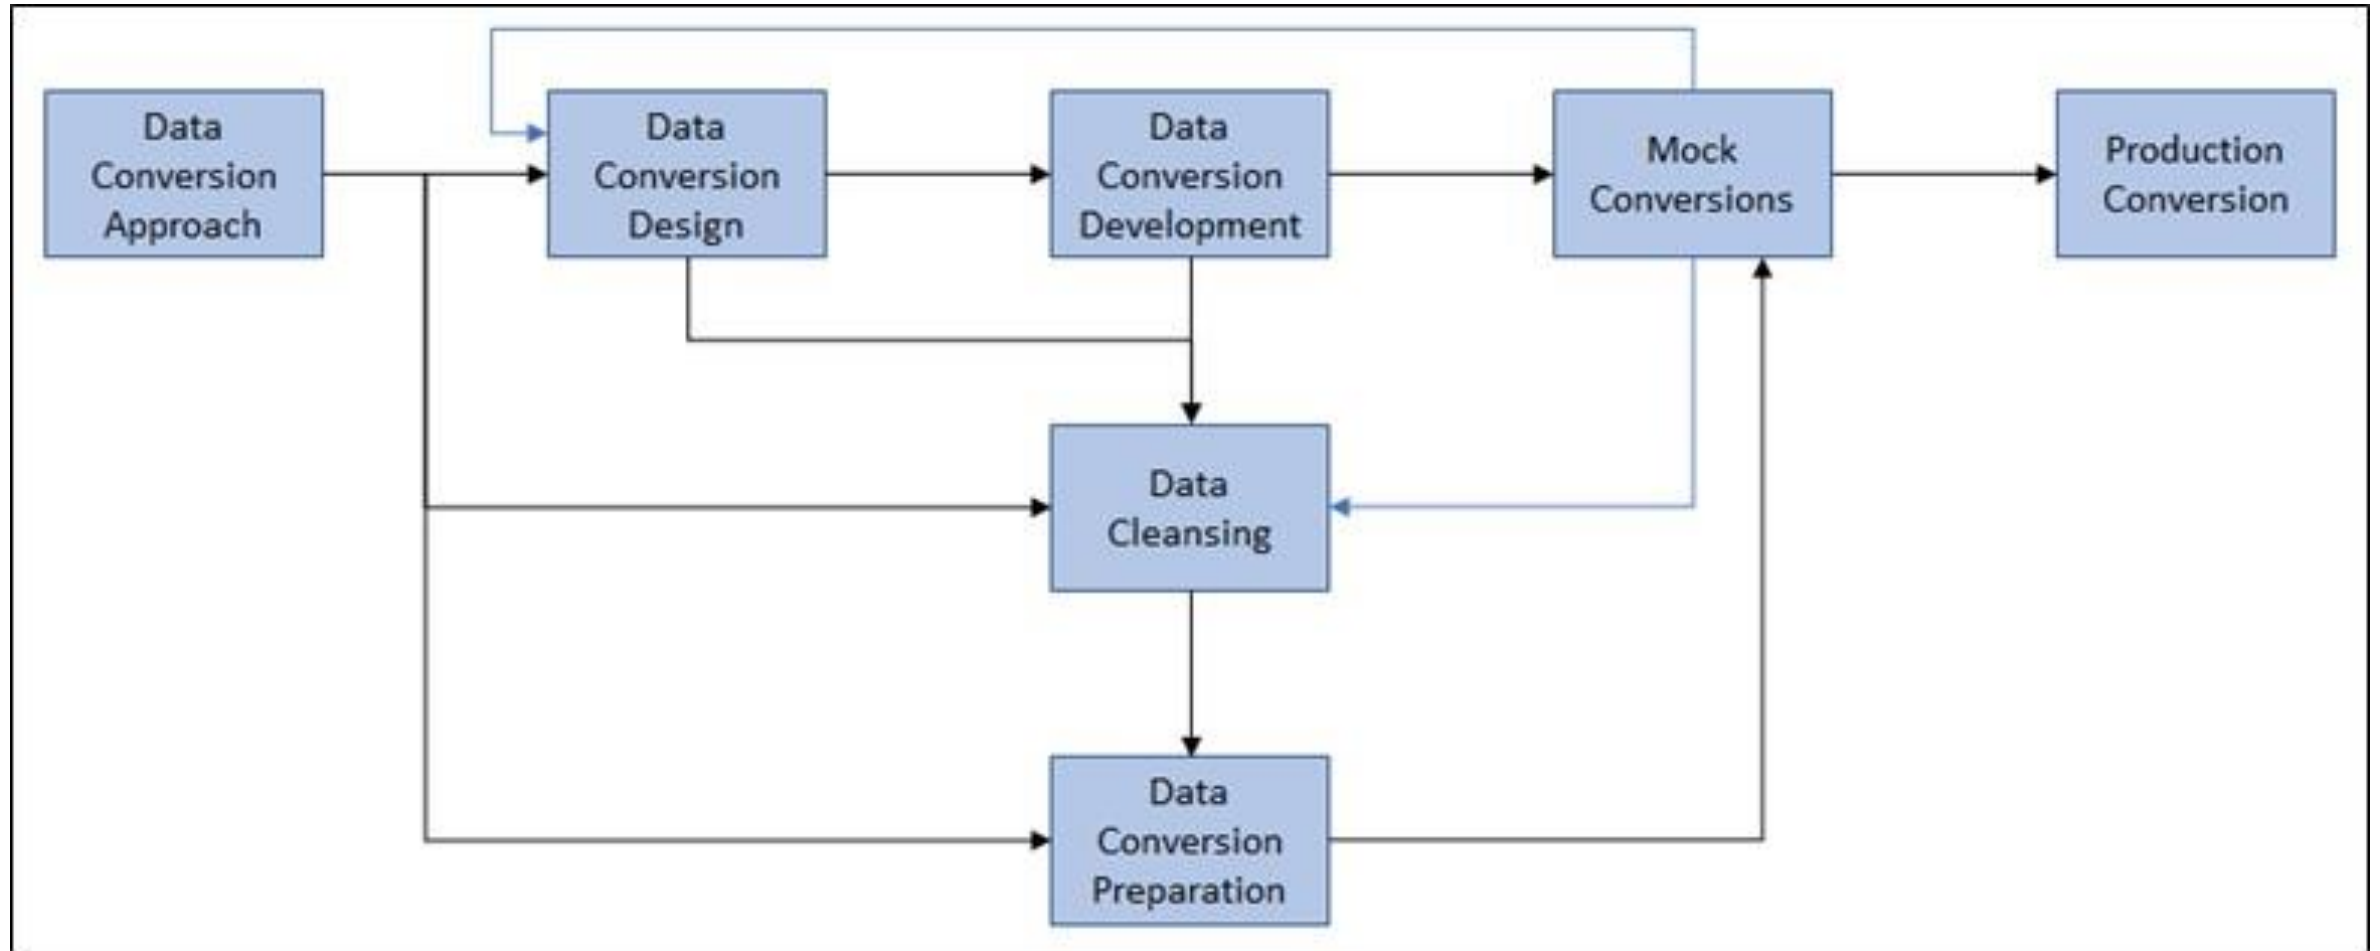 Data
Conversion
Approach
Data
Conversion
Design
Data
Conversion
Development
Mock
Conversions
Production
Conversion
Data
Cleansing
Data
Conversion
Preparation